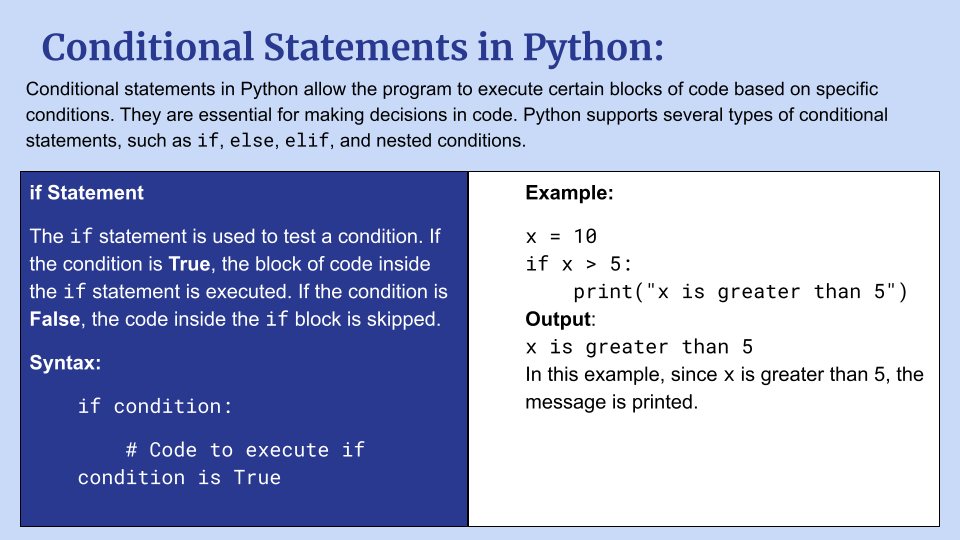 Conditional Statements in Python:
Conditional statements in Python allow the program to execute certain blocks of code based on specific
conditions. They are essential for making decisions in code. Python supports several types of conditional
statements, such as if, else, elif, and nested conditions.
if Statement
The if statement is used to test a condition. If
the condition is True, the block of code inside
the if statement is executed. If the condition is
False, the code inside the if block is skipped.
Syntax:
if condition:
    # Code to execute if
condition is True
Example:
x = 10
if x > 5:
    print("x is greater than 5")
Output:
x is greater than 5
In this example, since x is greater than 5, the
message is printed.